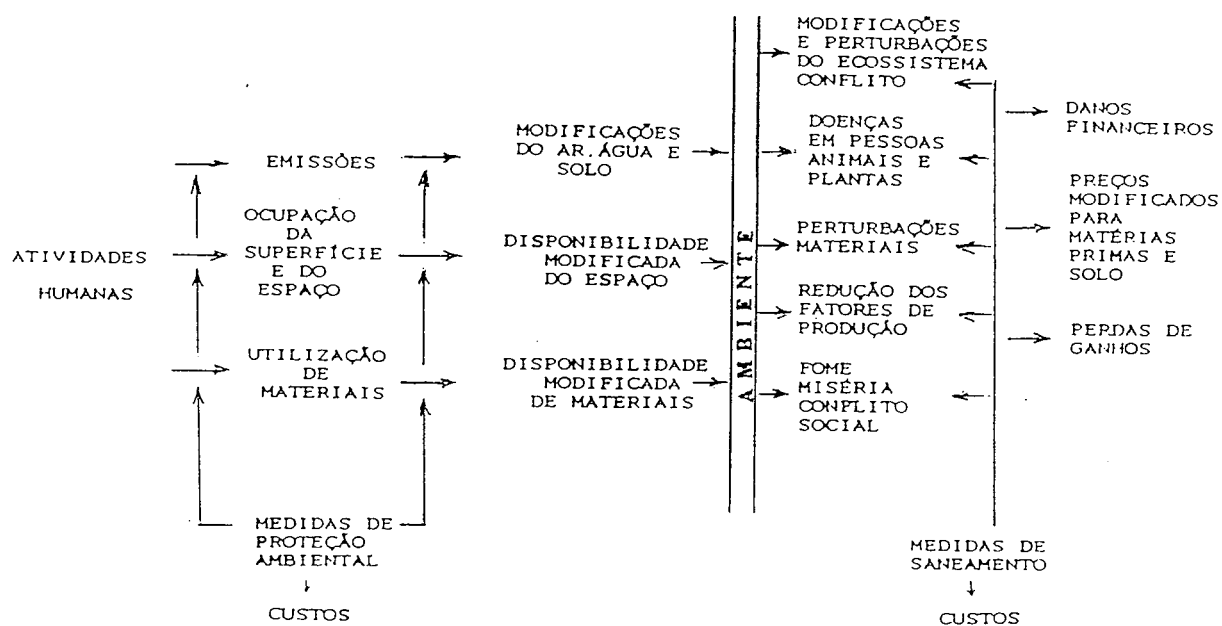 ATIVIDADES
HUMANAS
EMISSÕES
OCUPAÇÃO
DA
SUPERFÍCIE
E DO
ESPAÇO
UTILIZAÇÃO
DE
MATERIAIS
MEDIDAS DE
PROTEÇÃO
AMBIENTAL
CUSTOS
MODIFICAÇÕES
DO AR.ÁGUA E
SOLO
DISPONIBILIDADE
MODIFICADA
DO ESPAÇO
DISPONIBILIDADE
MODIFICADA
DE MATERIAIS
AMBIENTE
MODIFICAÇÕES
E PERTURBAÇÕES
DO ECOSSISTEMA
CONFLITO
DOENÇAS
EM PESSOAS
ANIMAIS E
PLANTAS
PERTURBAÇÕES
MATERIAIS
REDUÇÃO DOS
FATORES DE
PRODUÇÃO
FOME
MISÉRIA
CONFLITO
SOCIAL
DANOS
FINANCEIROS
PREÇOS
MODIFICADOS
PARA
MATÉRIAS
PRIMAS E
SOLO
PERDAS DE
GANHOS
MEDIDAS DE
SANEAMENTO
CUSTOS